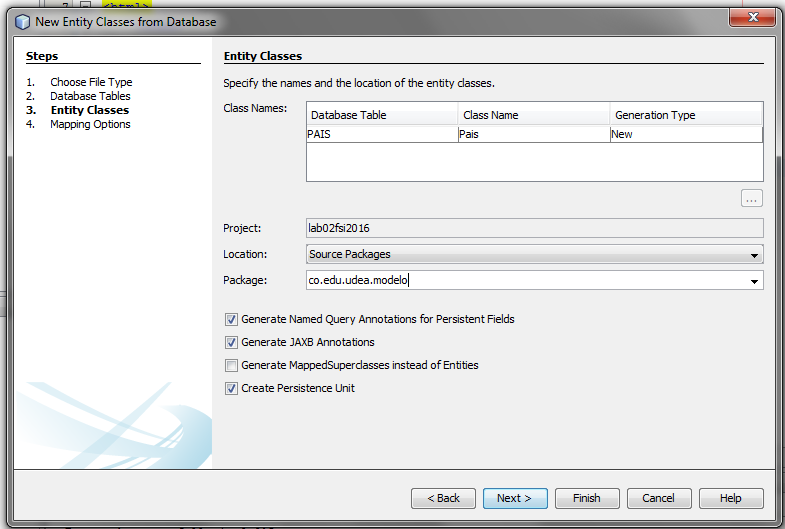 7
<html>
New Entity Classes from Database
Steps
1. Choose File Type
2. Database Tables
3. Entity Classes
4. Mapping Options
Entity Classes
Specify the names and the location of the entity classes.
Class Names:
Database Table Class Name Generation Type
PAIS Pais New
...
Project: lab02fsi2016
Location: Source Packages
Package: co.edu.udea.modelo
Generate Named Query Annotations for Persistent Fields
Generate JAXB Annotations
Generate MappedSuperclasses instead of Entities
Create Persistence Unit
< Back Next > Finish Cancel Help